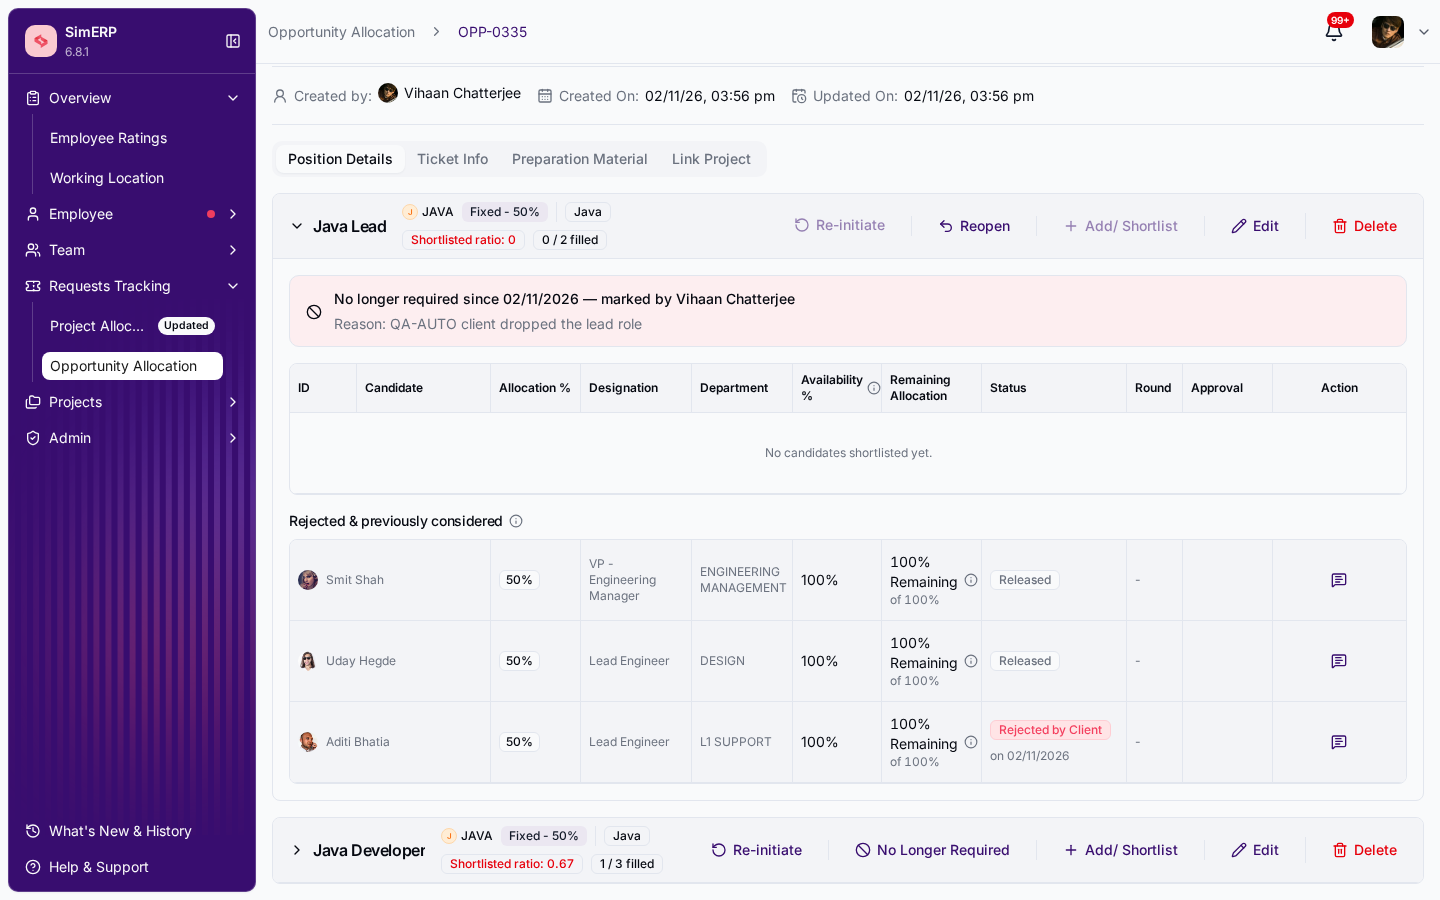 SimERP
6.8.1
Opportunity Allocation
OPP-0335
99+
Overview
Employee Ratings
Working Location
Employee
Team
Requests Tracking
Project Alloc...
Updated
Opportunity Allocation
Projects
Admin
What's New & History
Help & Support
Created by: Vihaan Chatterjee
Created On: 02/11/26, 03:56 pm
Updated On: 02/11/26, 03:56 pm
Position Details
Ticket Info
Preparation Material
Link Project
Java Lead
J JAVA
Fixed - 50%
Java
Shortlisted ratio: 0
0 / 2 filled
Re-initiate
Reopen
Add/ Shortlist
Edit
Delete
No longer required since 02/11/2026 — marked by Vihaan Chatterjee
Reason: QA-AUTO client dropped the lead role
ID
Candidate
Allocation %
Designation
Department
Availability
%
Remaining
Allocation
Status
Round
Approval
Action
No candidates shortlisted yet.
Rejected & previously considered
Smit Shah
50%
VP -
Engineering
Manager
ENGINEERING
MANAGEMENT
100%
100%
Remaining
of 100%
Released
-
Uday Hegde
50%
Lead Engineer
DESIGN
100%
100%
Remaining
of 100%
Released
-
Aditi Bhatia
50%
Lead Engineer
L1 SUPPORT
100%
100%
Remaining
of 100%
Rejected by Client
on 02/11/2026
-
Java Developer
J JAVA
Fixed - 50%
Java
Shortlisted ratio: 0.67
1 / 3 filled
Re-initiate
No Longer Required
Add/ Shortlist
Edit
Delete